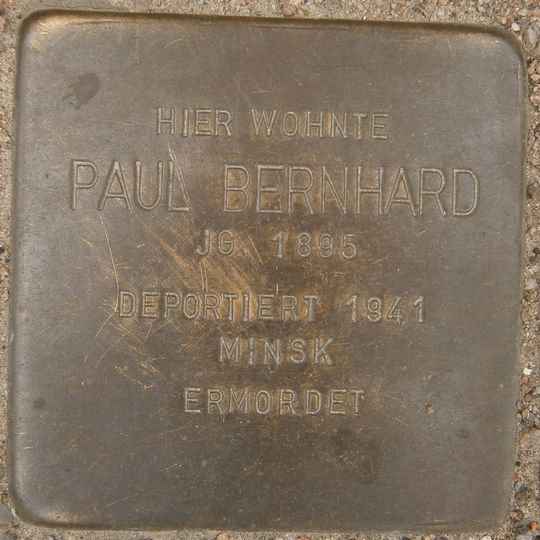 HIER WOHNTE
PAUL BERNHARD
JG. 1895
DEPORTIERT 1941
MINSK
ERMORDET